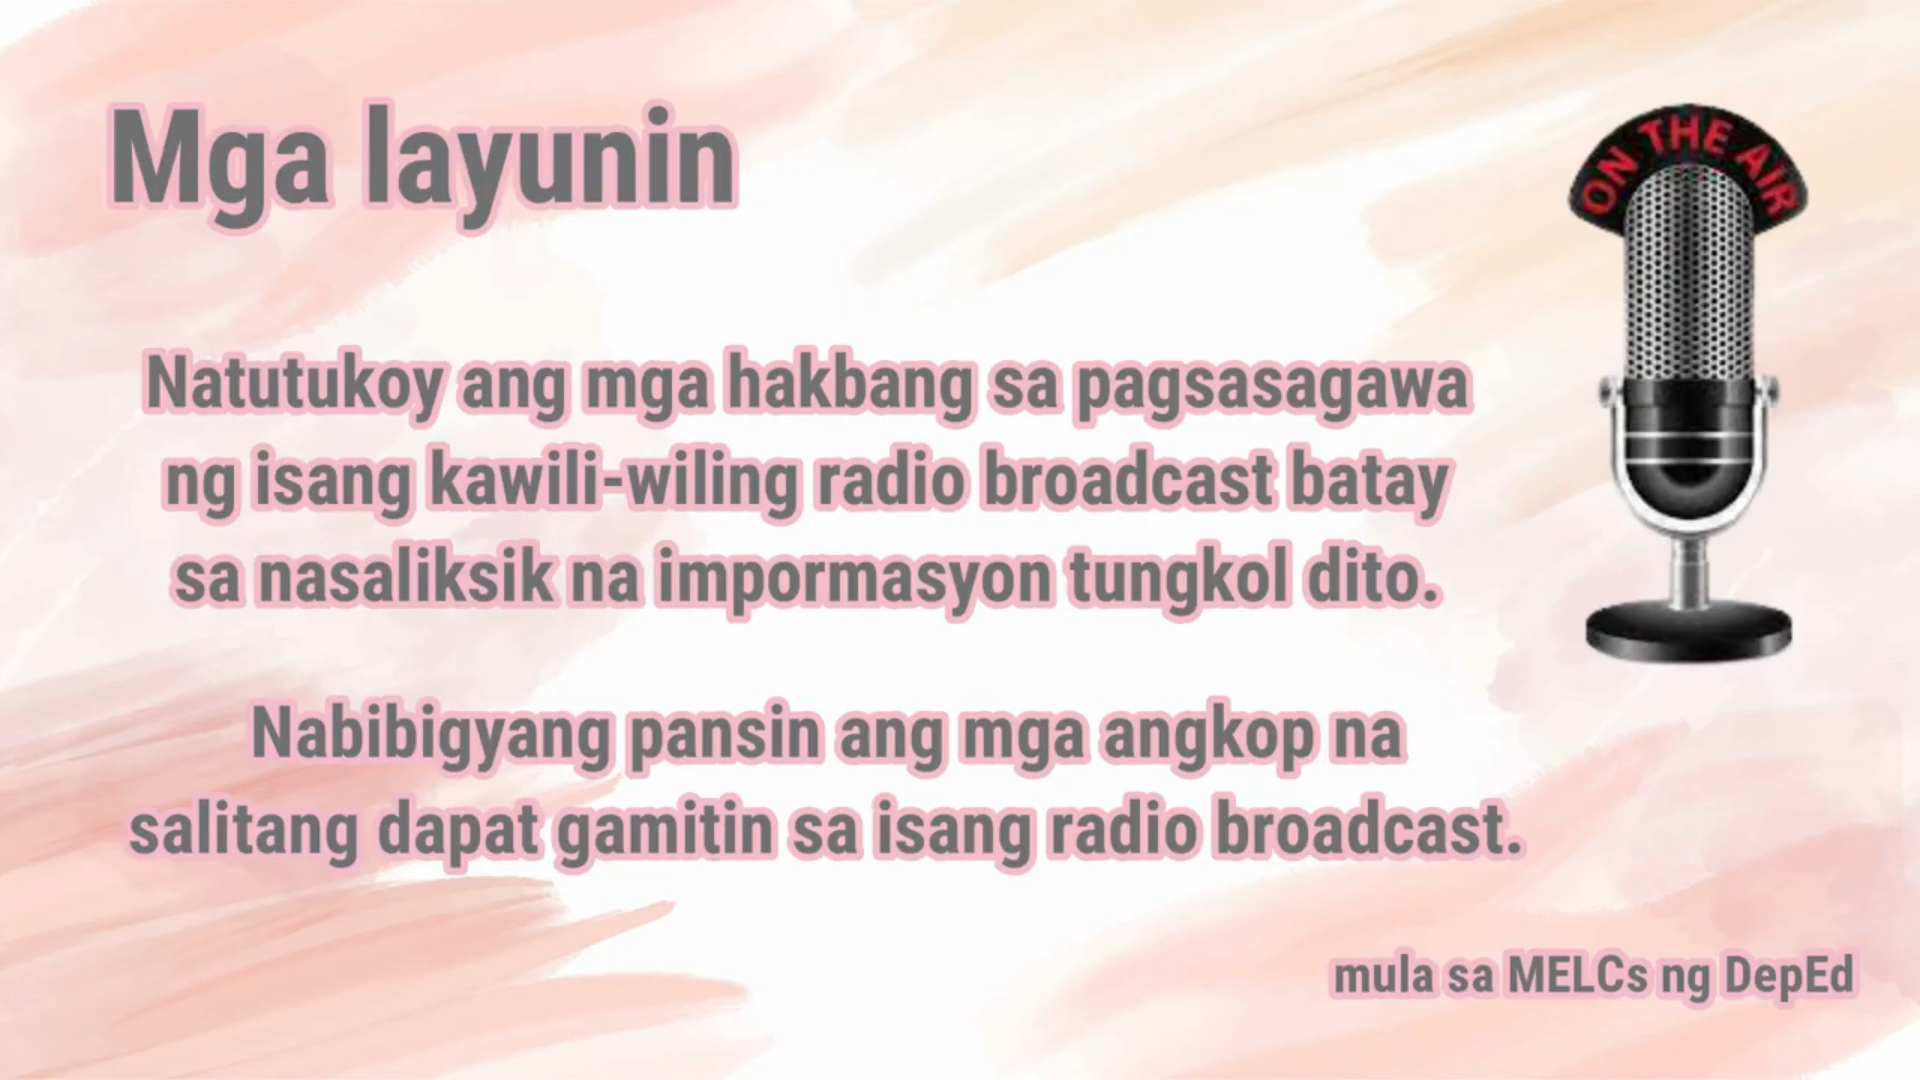 Mga layunin
ON THE AIR
Natutukoy ang mga hakbang sa pagsasagawa
ng isang kawili-wiling radio broadcast batay
sa nasaliksik na impormasyon tungkol dito.
Nabibigyang pansin ang mga angkop na
salitang dapat gamitin sa isang radio broadcast.
mula sa MELCs ng DepEd